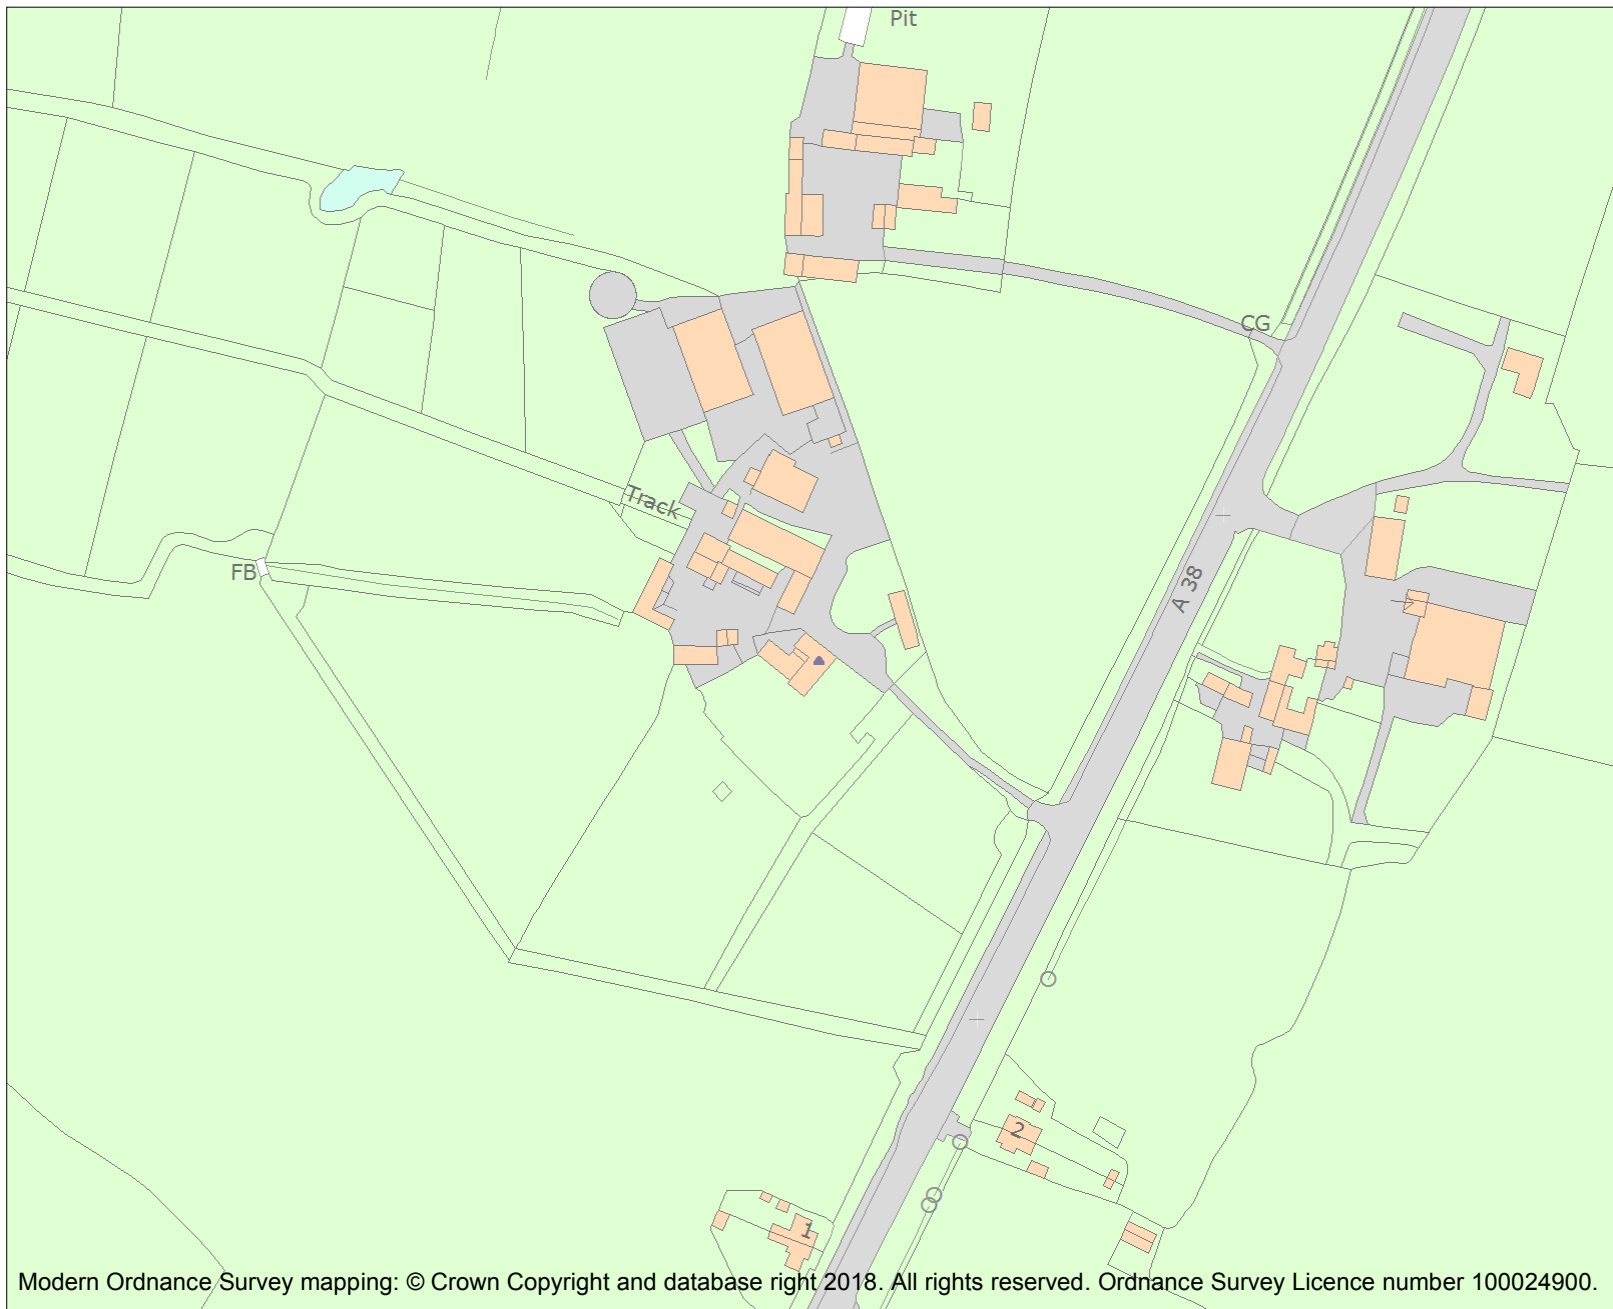 Pit
CG
Track
A 38
FB
2
1
Modern Ordnance Survey mapping: © Crown Copyright and database right 2018. All rights reserved. Ordnance Survey Licence number 100024900.